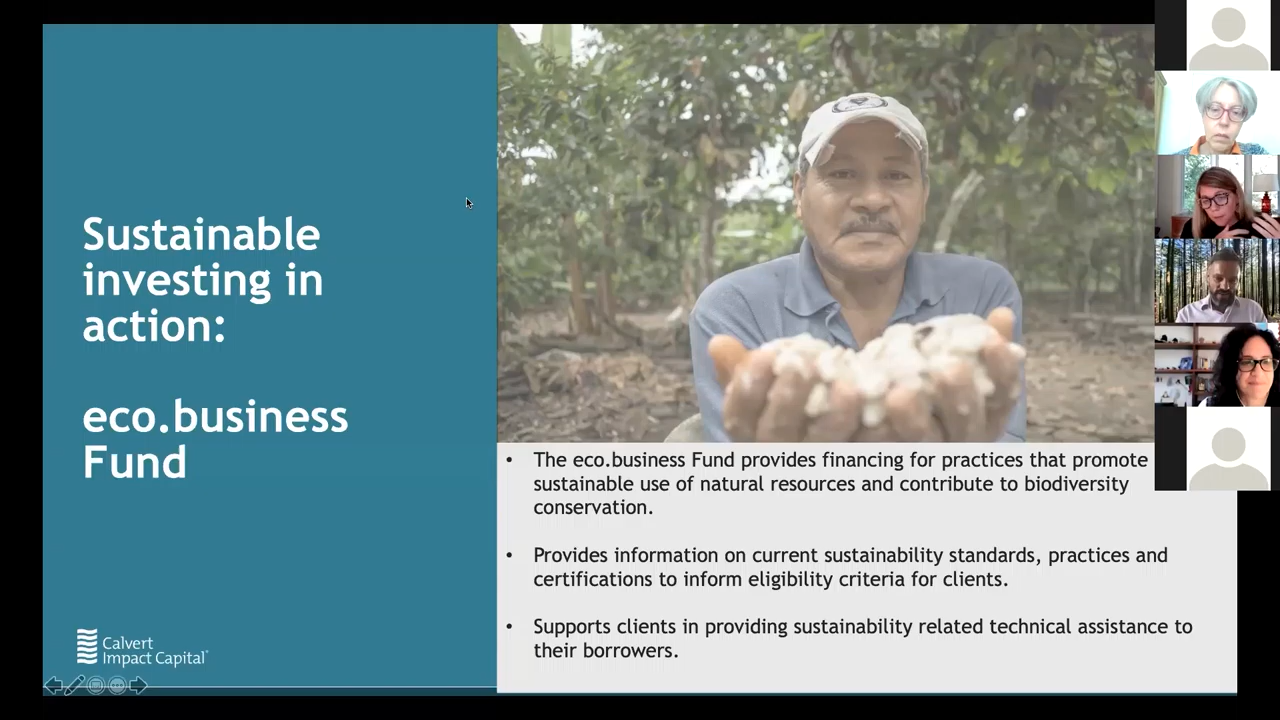 Sustainable
investing in
action:
eco.business
Fund
• The eco.business Fund provides financing for practices that promote
sustainable use of natural resources and contribute to biodiversity
conservation.
• Provides information on current sustainability standards, practices and
certifications to inform eligibility criteria for clients.
• Supports clients in providing sustainability related technical assistance to
their borrowers.
Calvert
Impact Capital